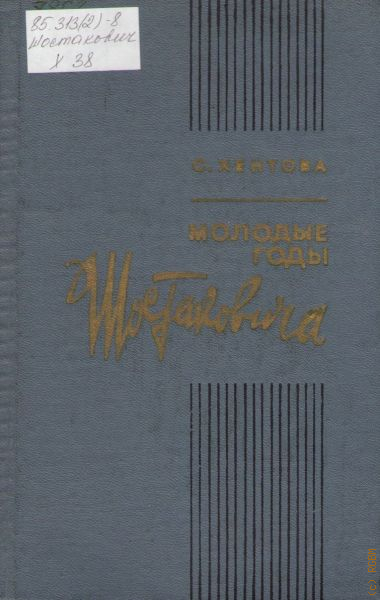 85.313(2)-8
Шостакович
Х 38
С. ХЕНТОВА
МОЛОДЫЕ
ГОДЫ
Шостаковича